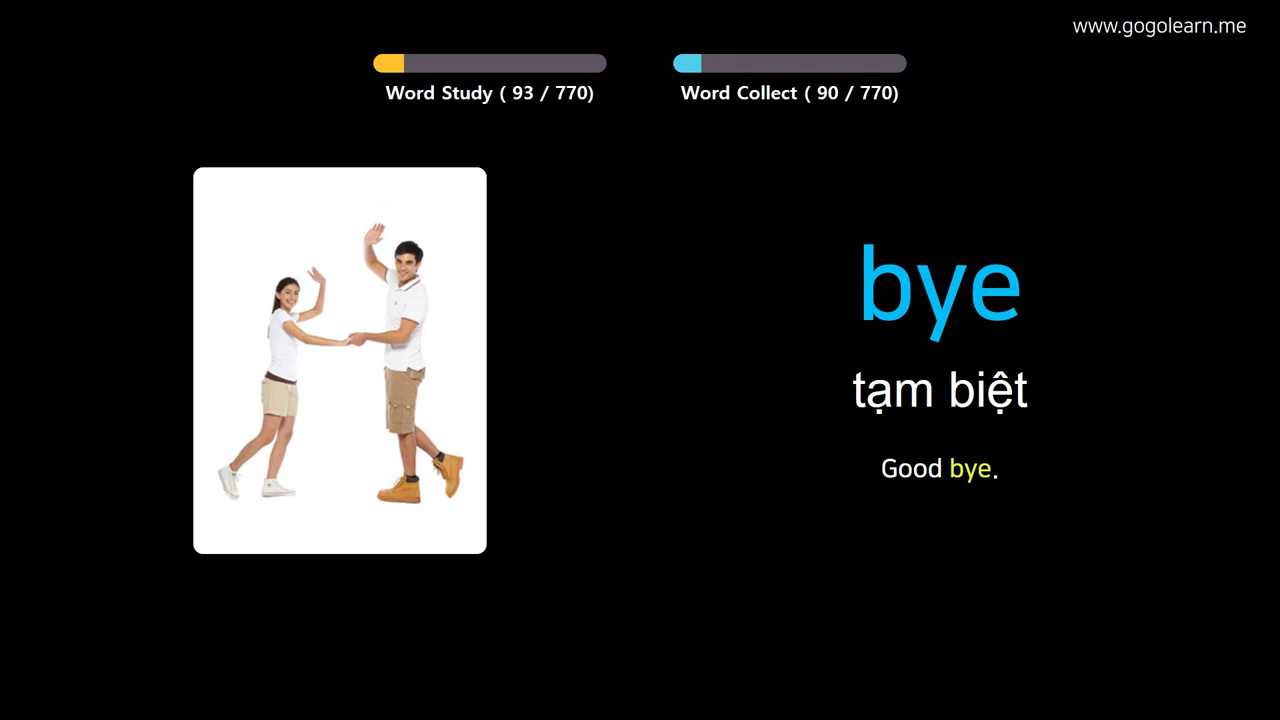 www.gogolearn.me
Word Study ( 93 / 770)
Word Collect ( 90 / 770)
bye
tạm biệt
Good bye.